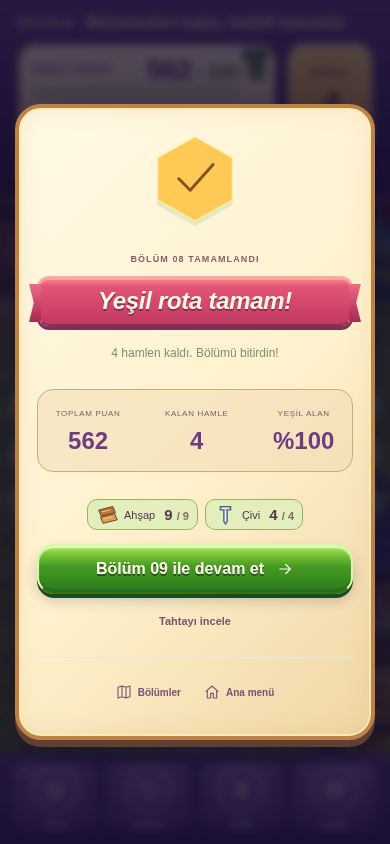 BÖLÜM 08 TAMAMLANDI
Yeşil rota tamam!
4 hamlen kaldı. Bölümü bitirdin!
TOPLAM PUAN KALAN HAMLE YEŞİL ALAN
562 4 %100
Ahşap 9 / 9 Çivi 4 / 4
Bölüm 09 ile devam et →
Tahtayı incele
Bölümler Ana menü